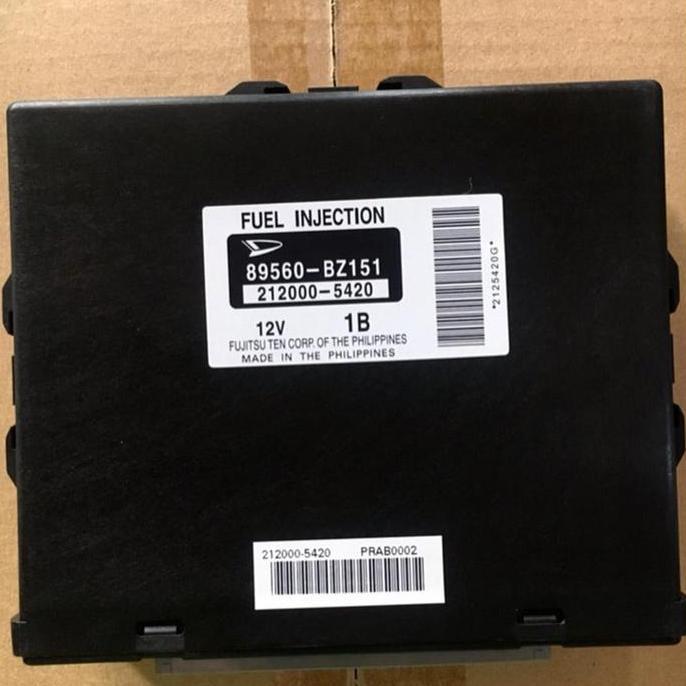 FUEL INJECTION
89560-BZ151
212000-5420
12V 1B
FUJITSU TEN CORP. OF THE PHILIPPINES
MADE IN THE PHILIPPINES
*2125420G*
212000-5420 PRAB0002